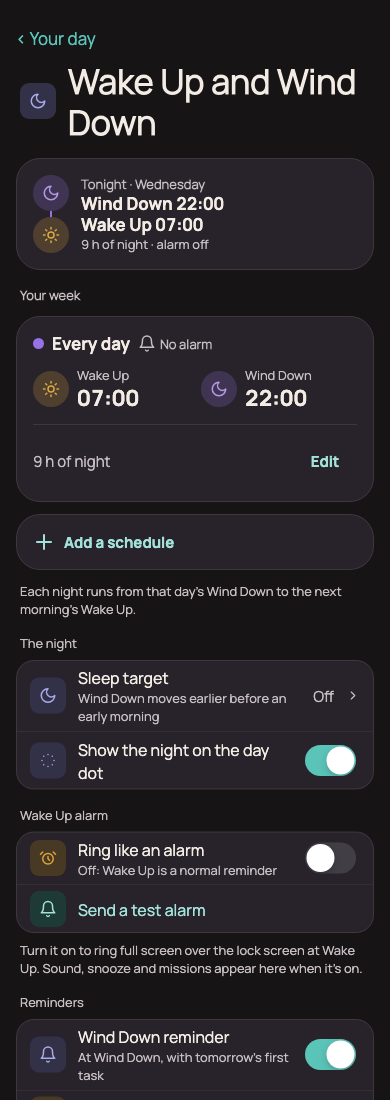 ‹ Your day
Wake Up and Wind
Down
Tonight · Wednesday
Wind Down 22:00
Wake Up 07:00
9 h of night · alarm off
Your week
Every day No alarm
Wake Up
07:00
Wind Down
22:00
9 h of night
Edit
Add a schedule
Each night runs from that day's Wind Down to the next
morning's Wake Up.
The night
Sleep target
Wind Down moves earlier before an
early morning
Off
Show the night on the day
dot
Wake Up alarm
Ring like an alarm
Off: Wake Up is a normal reminder
Send a test alarm
Turn it on to ring full screen over the lock screen at Wake
Up. Sound, snooze and missions appear here when it's on.
Reminders
Wind Down reminder
At Wind Down, with tomorrow's first
task